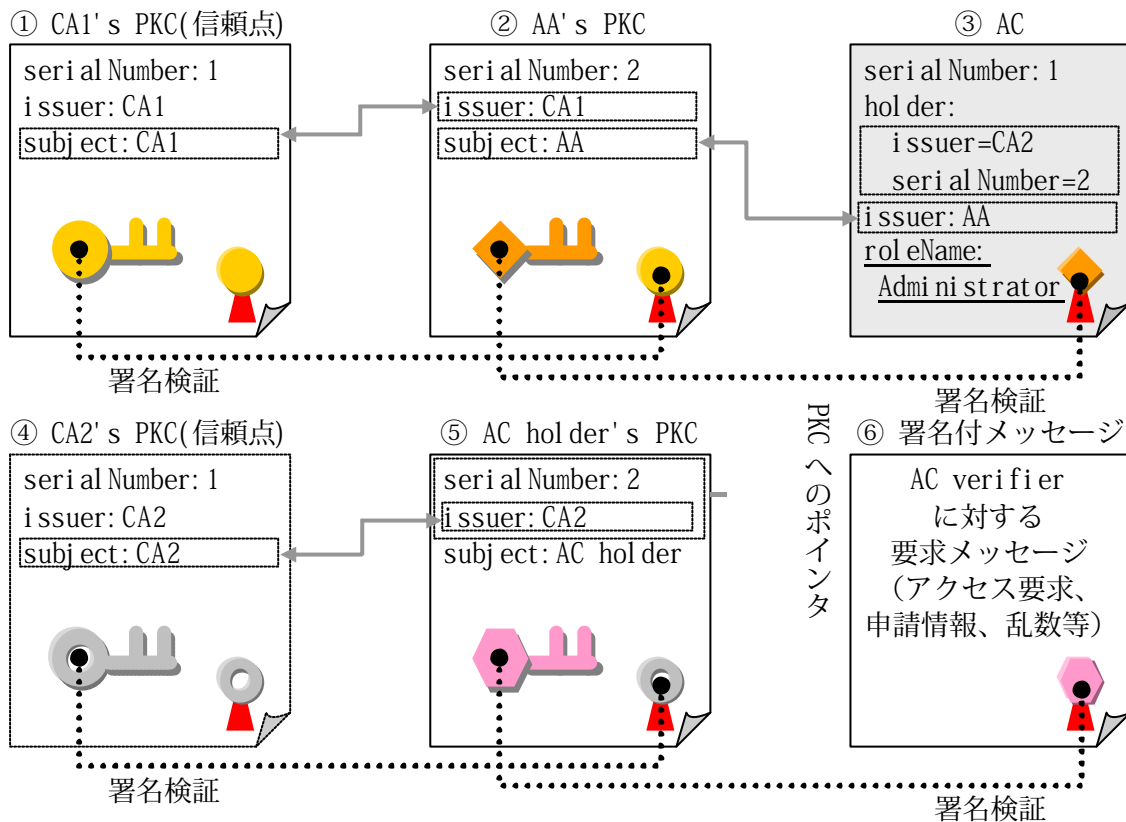 ① CA1's PKC(信頼点)
serialNumber:1
issuer:CA1
subject:CA1
② AA's PKC
serialNumber:2
issuer:CA1
subject:AA
③ AC
serialNumber:1
holder:
issuer=CA2
serialNumber=2
issuer:AA
roleName:
Administrator
署名検証
署名検証
④ CA2's PKC(信頼点)
serialNumber:1
issuer:CA2
subject:CA2
⑤ AC holder's PKC
serialNumber:2
issuer:CA2
subject:AC holder
PKCへのポインタ
⑥ 署名付メッセージ
AC verifier
に対する
要求メッセージ
（アクセス要求、
申請情報、乱数等）
署名検証
署名検証